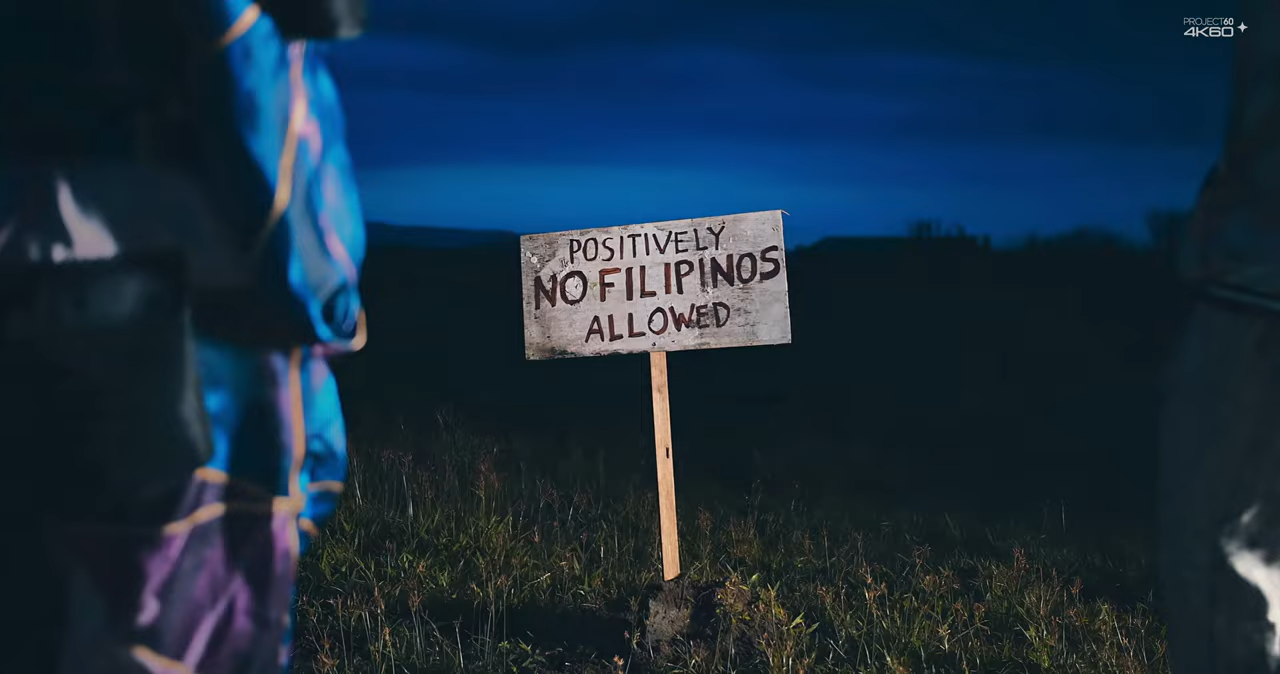 PROJECT60
4K60
POSITIVELY
NO FILIPINOS
ALLOWED